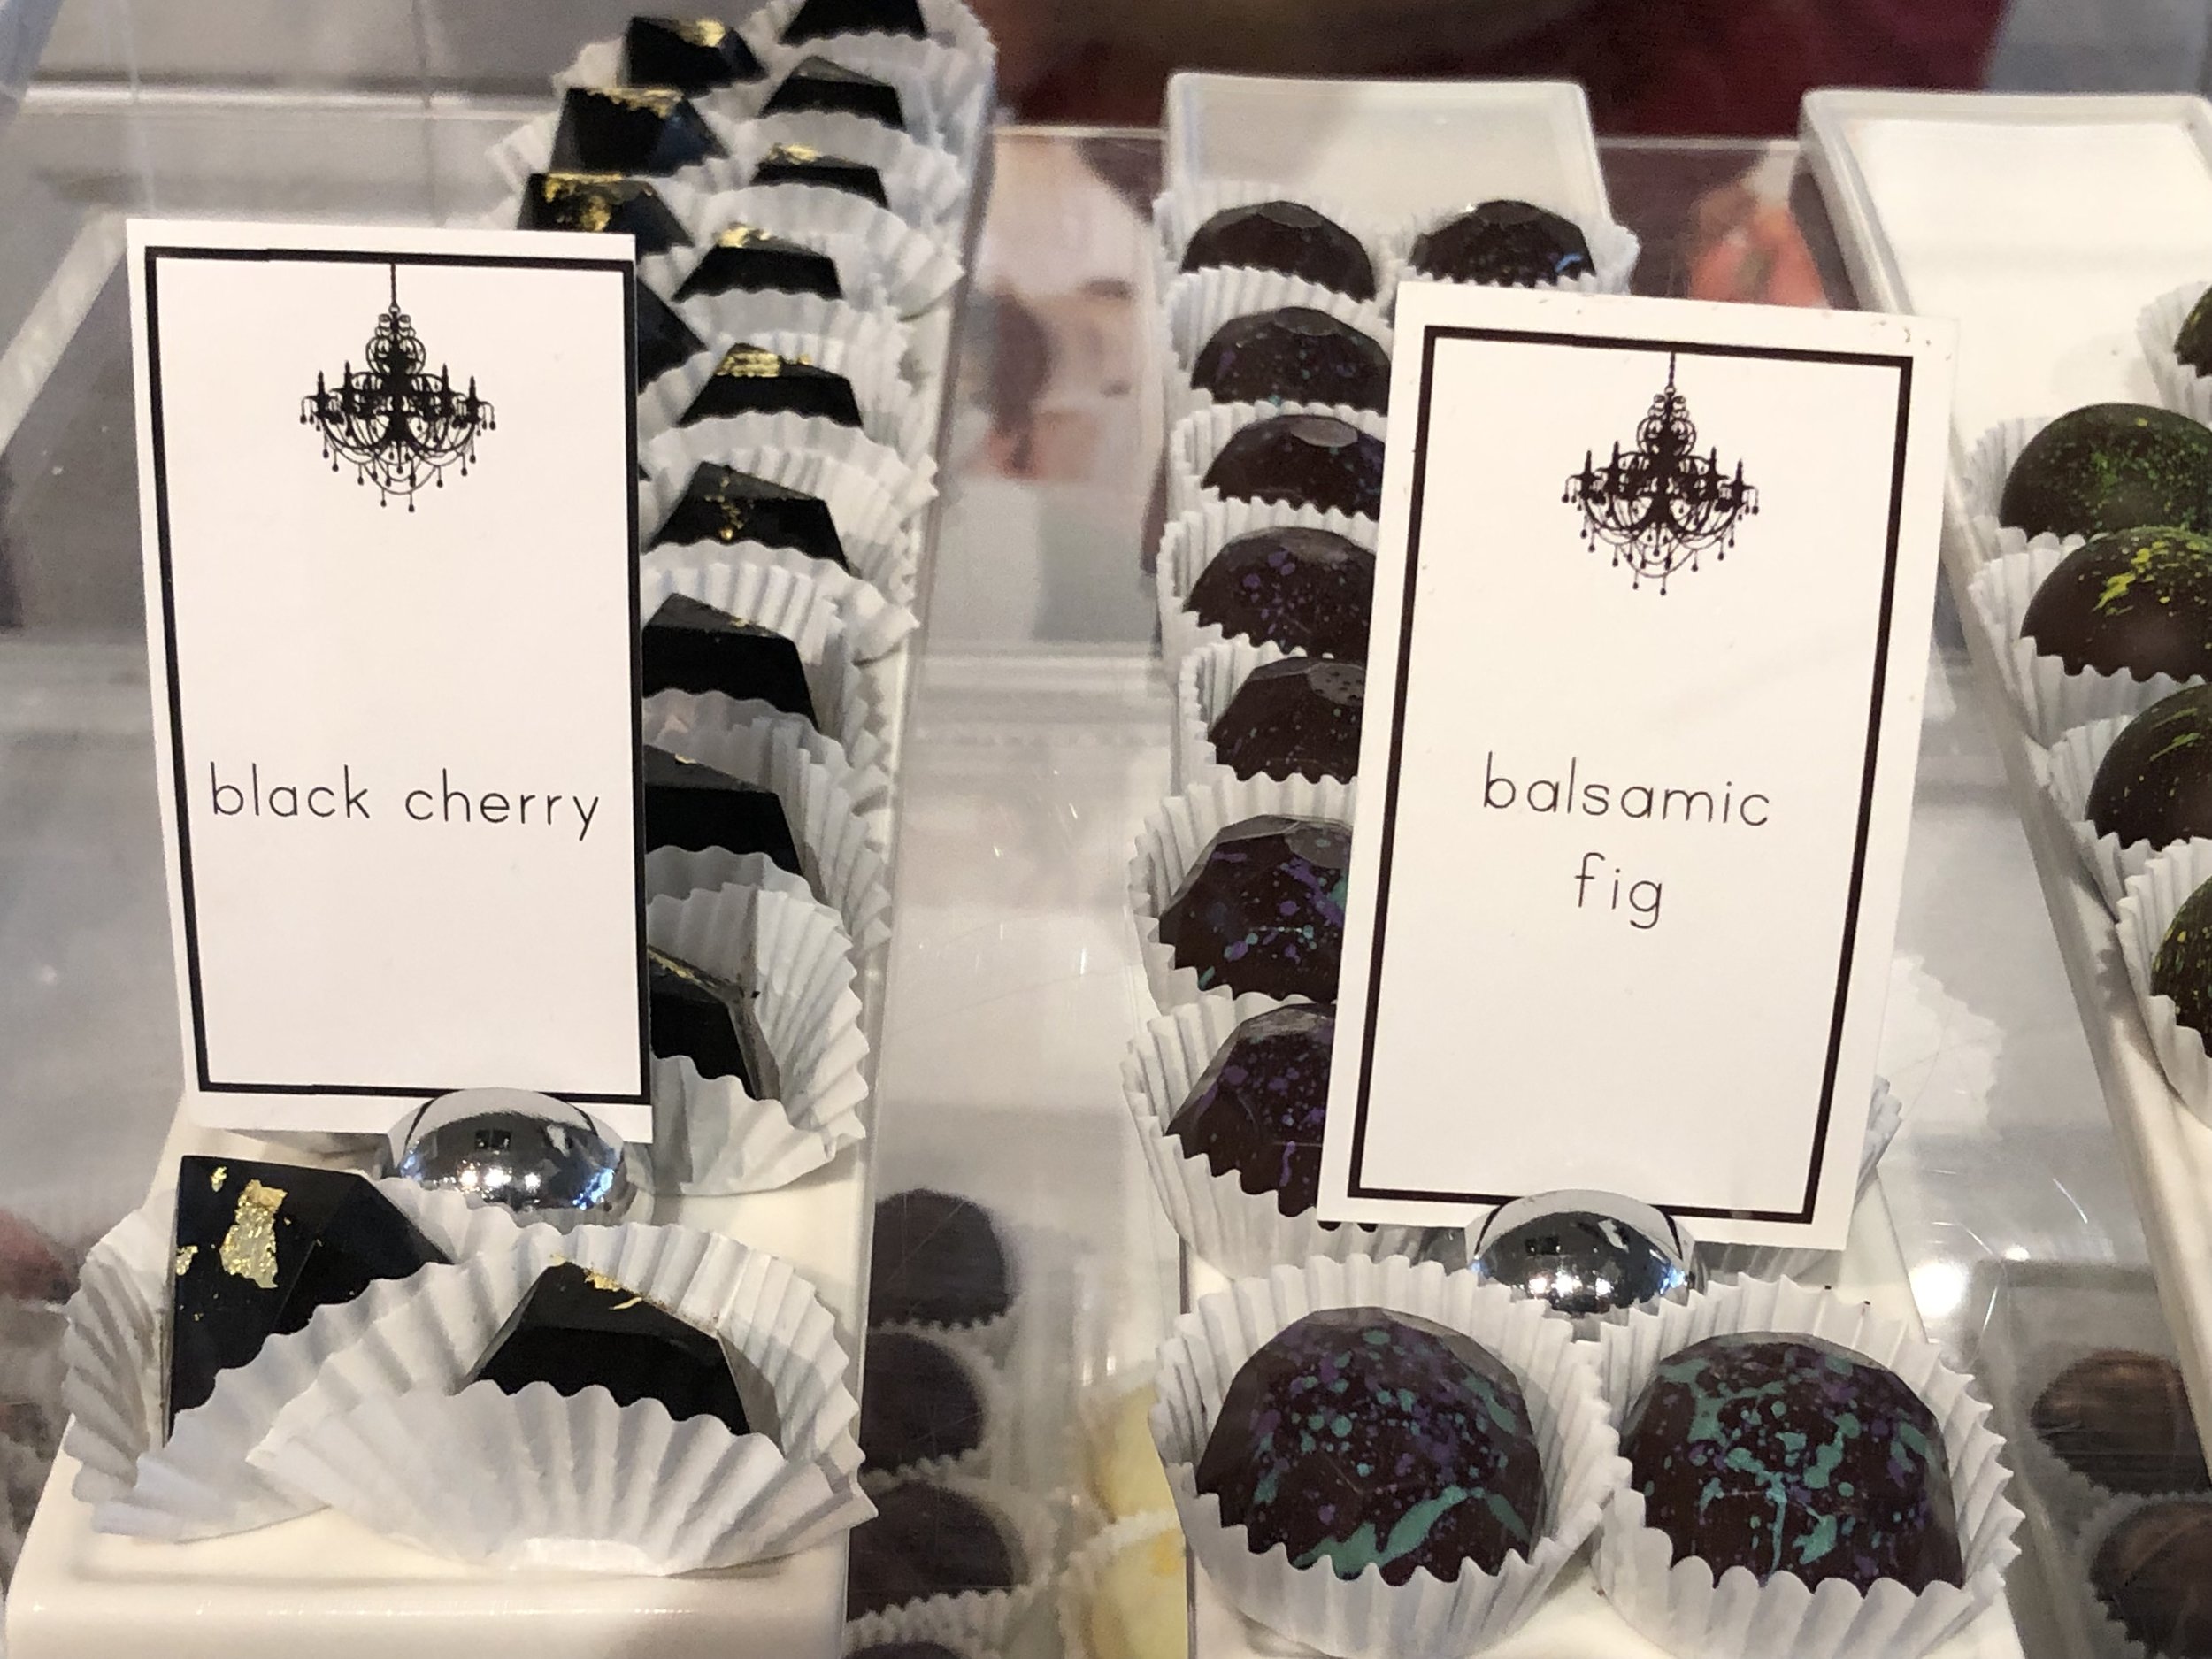 black cherry
balsamic
fig